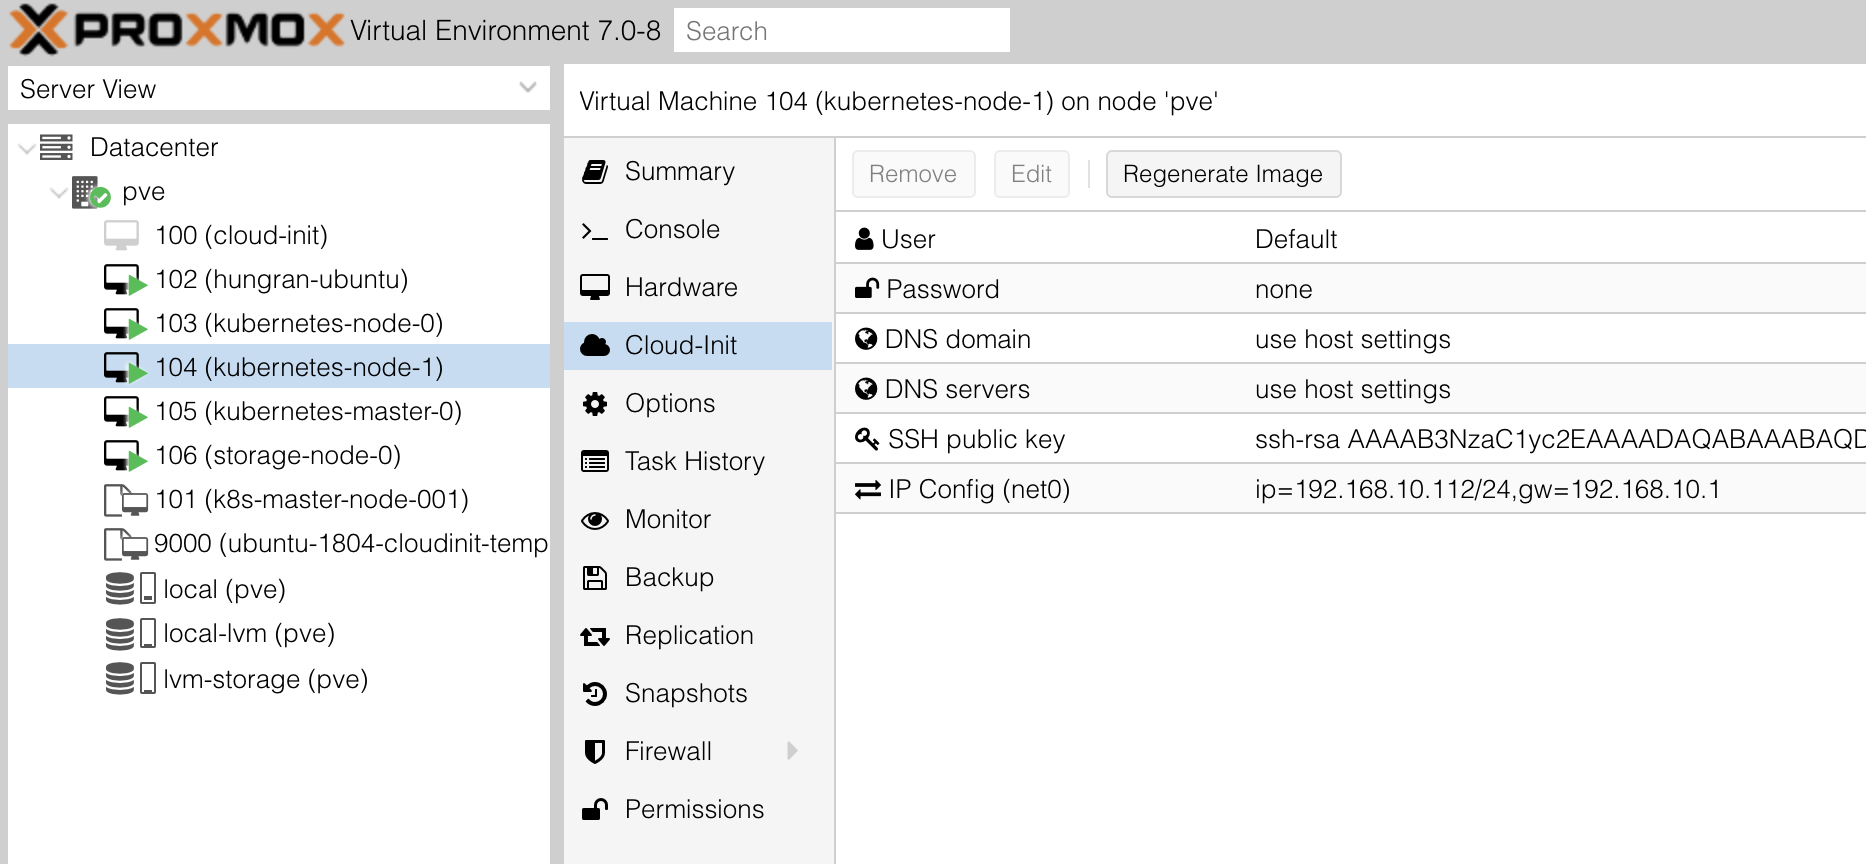 PROXMOX Virtual Environment 7.0-8 Search
Server View
Datacenter
pve
100 (cloud-init)
102 (hungran-ubuntu)
103 (kubernetes-node-0)
104 (kubernetes-node-1)
105 (kubernetes-master-0)
106 (storage-node-0)
101 (k8s-master-node-001)
9000 (ubuntu-1804-cloudinit-temp
local (pve)
local-lvm (pve)
lvm-storage (pve)
Virtual Machine 104 (kubernetes-node-1) on node 'pve'
Summary
Console
Hardware
Cloud-Init
Options
Task History
Monitor
Backup
Replication
Snapshots
Firewall
Permissions
Remove Edit Regenerate Image
User Default
Password none
DNS domain use host settings
DNS servers use host settings
SSH public key ssh-rsa AAAAB3NzaC1yc2EAAAADAQABAAABAQD
IP Config (net0) ip=192.168.10.112/24,gw=192.168.10.1